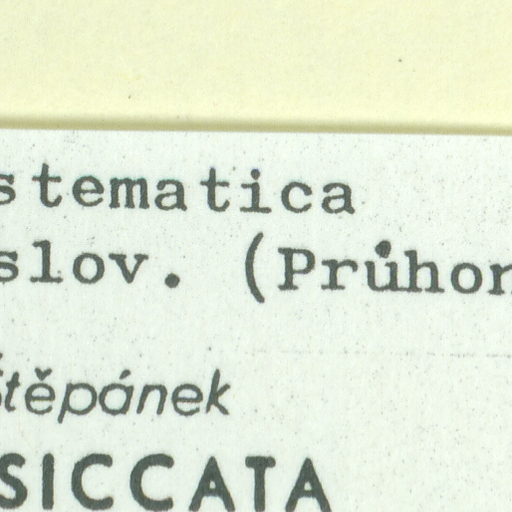 stematica
slov. (Průhon
Štěpánek
SICCATA